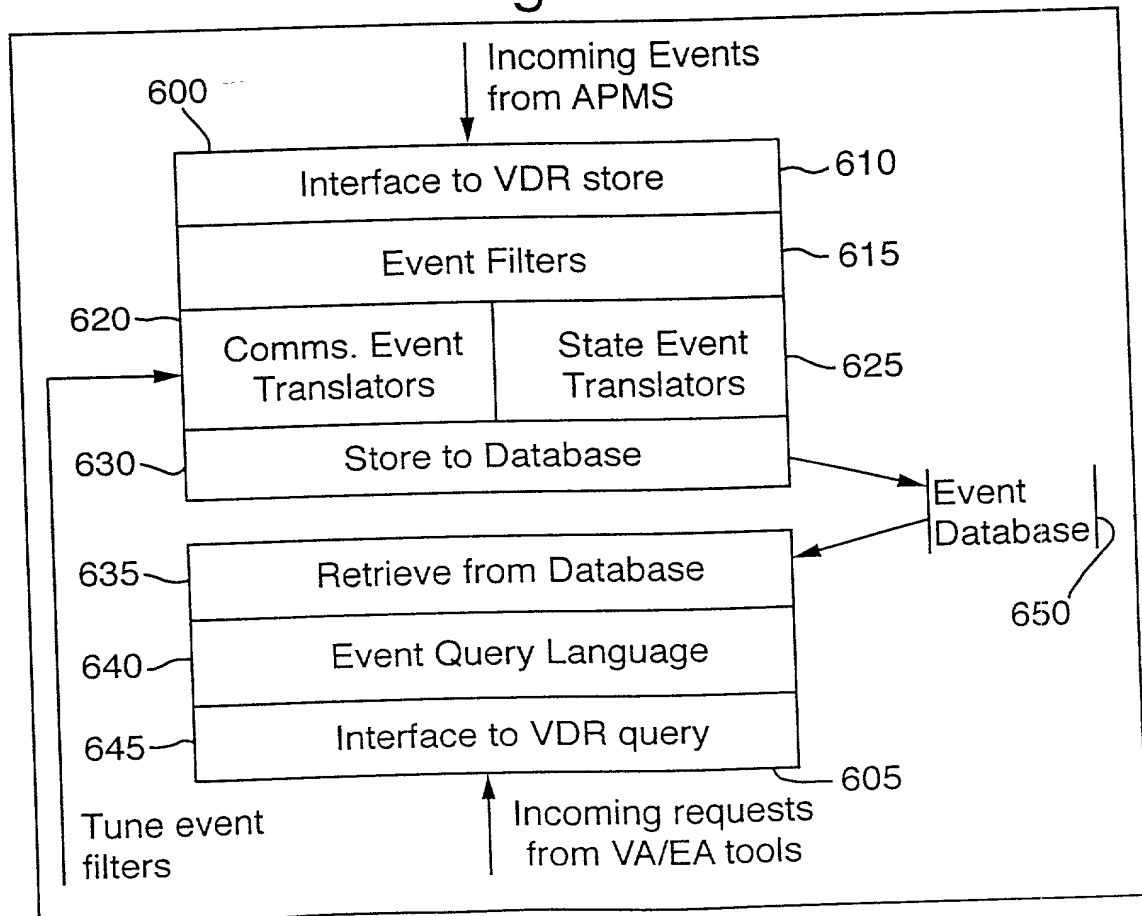 Incoming Events
from APMS
600
Interface to VDR store
610
Event Filters
615
620
Comms. Event
Translators
State Event
Translators
625
630
Store to Database
Event
Database
650
635
Retrieve from Database
640
Event Query Language
645
Interface to VDR query
605
Tune event
filters
Incoming requests
from VA/EA tools